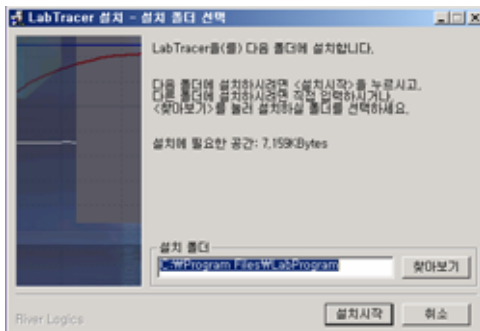 LabTracer 설치 - 설치 폴더 선택
LabTracer을(를) 다음 폴더에 설치합니다.
다음 폴더에 설치하시려면 <설치시작>을 누르시고,
다른 폴더에 설치하시려면 직접 입력하시거나
<찾아보기>를 눌러 설치하실 폴더를 선택하세요.
설치에 필요한 공간: 7,159KBytes
설치 폴더
C:₩Program Files₩LabProgram
찾아보기
River Logics
설치시작
취소